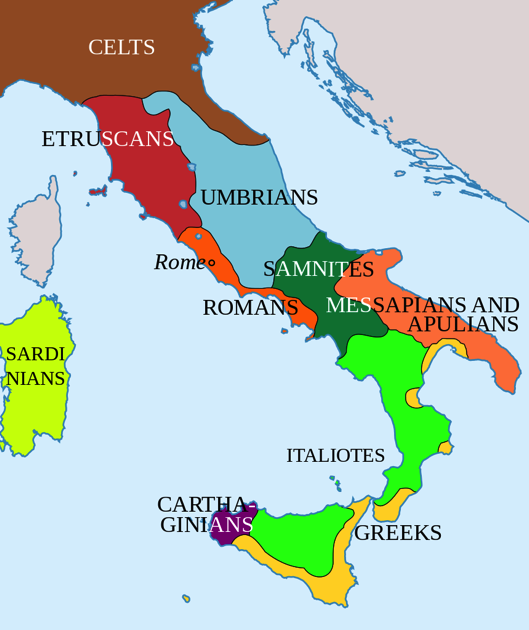 CELTS
ETRUSCANS
UMBRIANS
Rome
SAMNITES
ROMANS
MESSAPIANS AND
APULIANS
SARDI
NIANS
ITALIOTES
CARTHA-
GINIANS
GREEKS